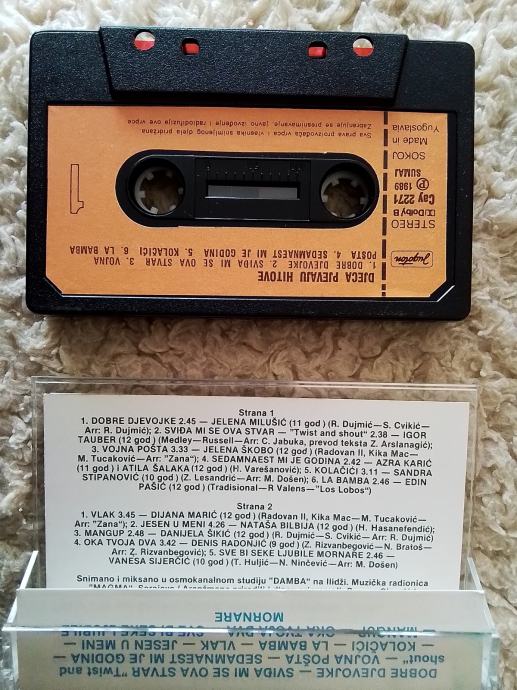 Jugoton
DJECA PJEVAJU HITOVE
1. DOBRE DJEVOJKE 2. SVIĐA MI SE OVA STVAR 3. VOJNA
POŠTA 4. SEDAMNAEST MI JE GODINA 5. KOLAČIĆI 6. LA BAMBA
STEREO
Dolby B
Cay 2271
℗ 1989
SUMAJ
SOKOJ
Made in
Yugoslavia
1
Sva prava proizvođača vrpce i vlasnika snimljenog djela pridržana
Zabranjuje se presnimavanje, javno izvođenje i radiodifuzija ove vrpce
Strana 1
1. DOBRE DJEVOJKE 2.45 — JELENA MILUŠIĆ (11 god) (R. Dujmić—S. Cvikić—
Arr: R. Dujmić); 2. SVIĐA MI SE OVA STVAR — "Twist and shout" 2.38 — IGOR
TAUBER (12 god) (Medley—Russell—Arr: C. Jabuka, prevod teksta Z. Arslanagić);
3. VOJNA POŠTA 3.33 — JELENA ŠKOBO (12 god) (Radovan II, Kika Mac—
M. Tucaković—Arr: "Zana"); 4. SEDAMNAEST MI JE GODINA 2.42 — AZRA KARIĆ
(11 god) i ATILA ŠALAKA (12 god) (H. Varešanović); 5. KOLAČIĆI 3.11 — SANDRA
STIPANOVIĆ (10 god) (Z. Lesandrić—Arr: M. Došen); 6. LA BAMBA 2.46 — EDIN
PAŠIĆ (12 god) (Tradisional—R Valens—"Los Lobos")
Strana 2
1. VLAK 3.45 — DIJANA MARIĆ (12 god) (Radovan II, Kika Mac—M. Tucaković—
Arr: "Zana"); 2. JESEN U MENI 4.26 — NATAŠA BILBIJA (12 god) (H. Hasanefendić);
3. MANGUP 2.48 — DANIJELA ŠIKIĆ (12 god) (R. Dujmić—S. Cvikić—Arr: R. Dujmić)
4. OKA TVOJA DVA 3.42 — DENIS RADONJIĆ (9 god) (Z. Rizvanbegović—N. Bratoš—
Arr: Z. Rizvanbegović); 5. SVE BI SEKE LJUBILE MORNARE 2.46 —
VANESA SIJERČIĆ (10 god) (T. Huljić—N. Ninčević—Arr: M. Došen)
Snimano i miksano u osmokanalnom studiju "DAMBA" na Ilidži. Muzička radionica
DOBRE DJEVOJKE — SVIĐA MI SE OVA STVAR "Twist and
shout" — VOJNA POŠTA — SEDAMNAEST MI JE GODINA
— KOLAČIĆI — LA BAMBA — VLAK — JESEN U MENI
— MANGUP — OKA TVOJA DVA — SVE BI SEKE LJUBILE
MORNARE